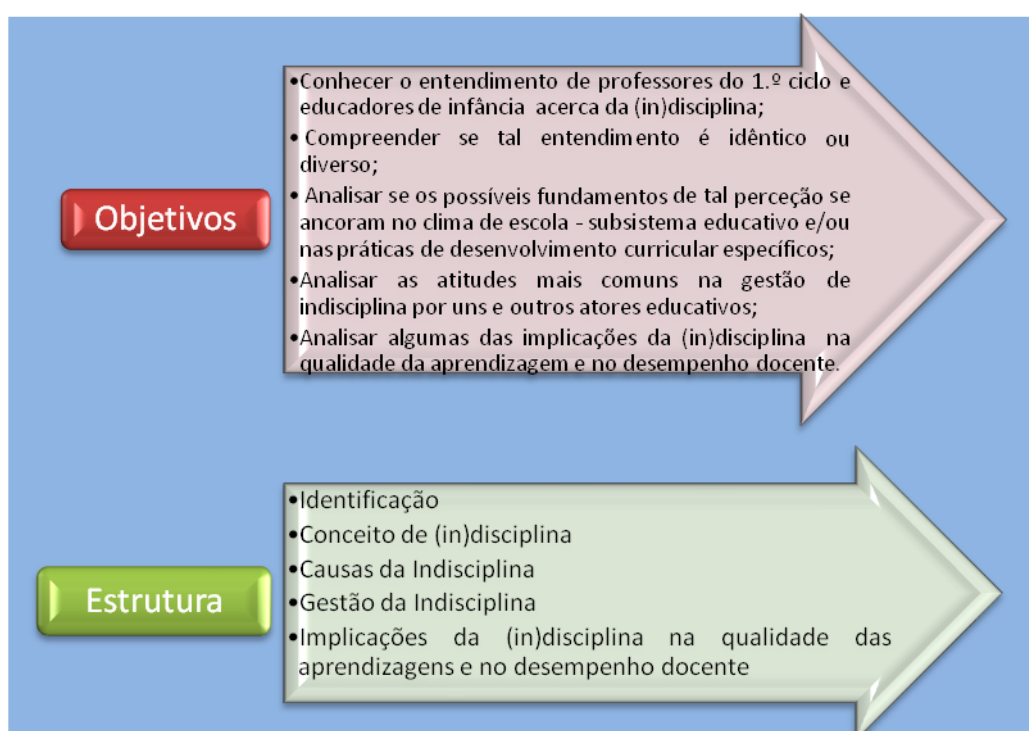 Objetivos
•Conhecer o entendimento de professores do 1.º ciclo e
educadores de infância acerca da (in)disciplina;
• Compreender se tal entendimento é idêntico ou
diverso;
• Analisar se os possíveis fundamentos de tal perceção se
ancoram no clima de escola - subsistema educativo e/ou
nas práticas de desenvolvimento curricular específicos;
•Analisar as atitudes mais comuns na gestão de
indisciplina por uns e outros atores educativos;
•Analisar algumas das implicações da (in)disciplina na
qualidade da aprendizagem e no desempenho docente.
Estrutura
•Identificação
•Conceito de (in)disciplina
•Causas da Indisciplina
•Gestão da Indisciplina
•Implicações da (in)disciplina na qualidade das
aprendizagens e no desempenho docente